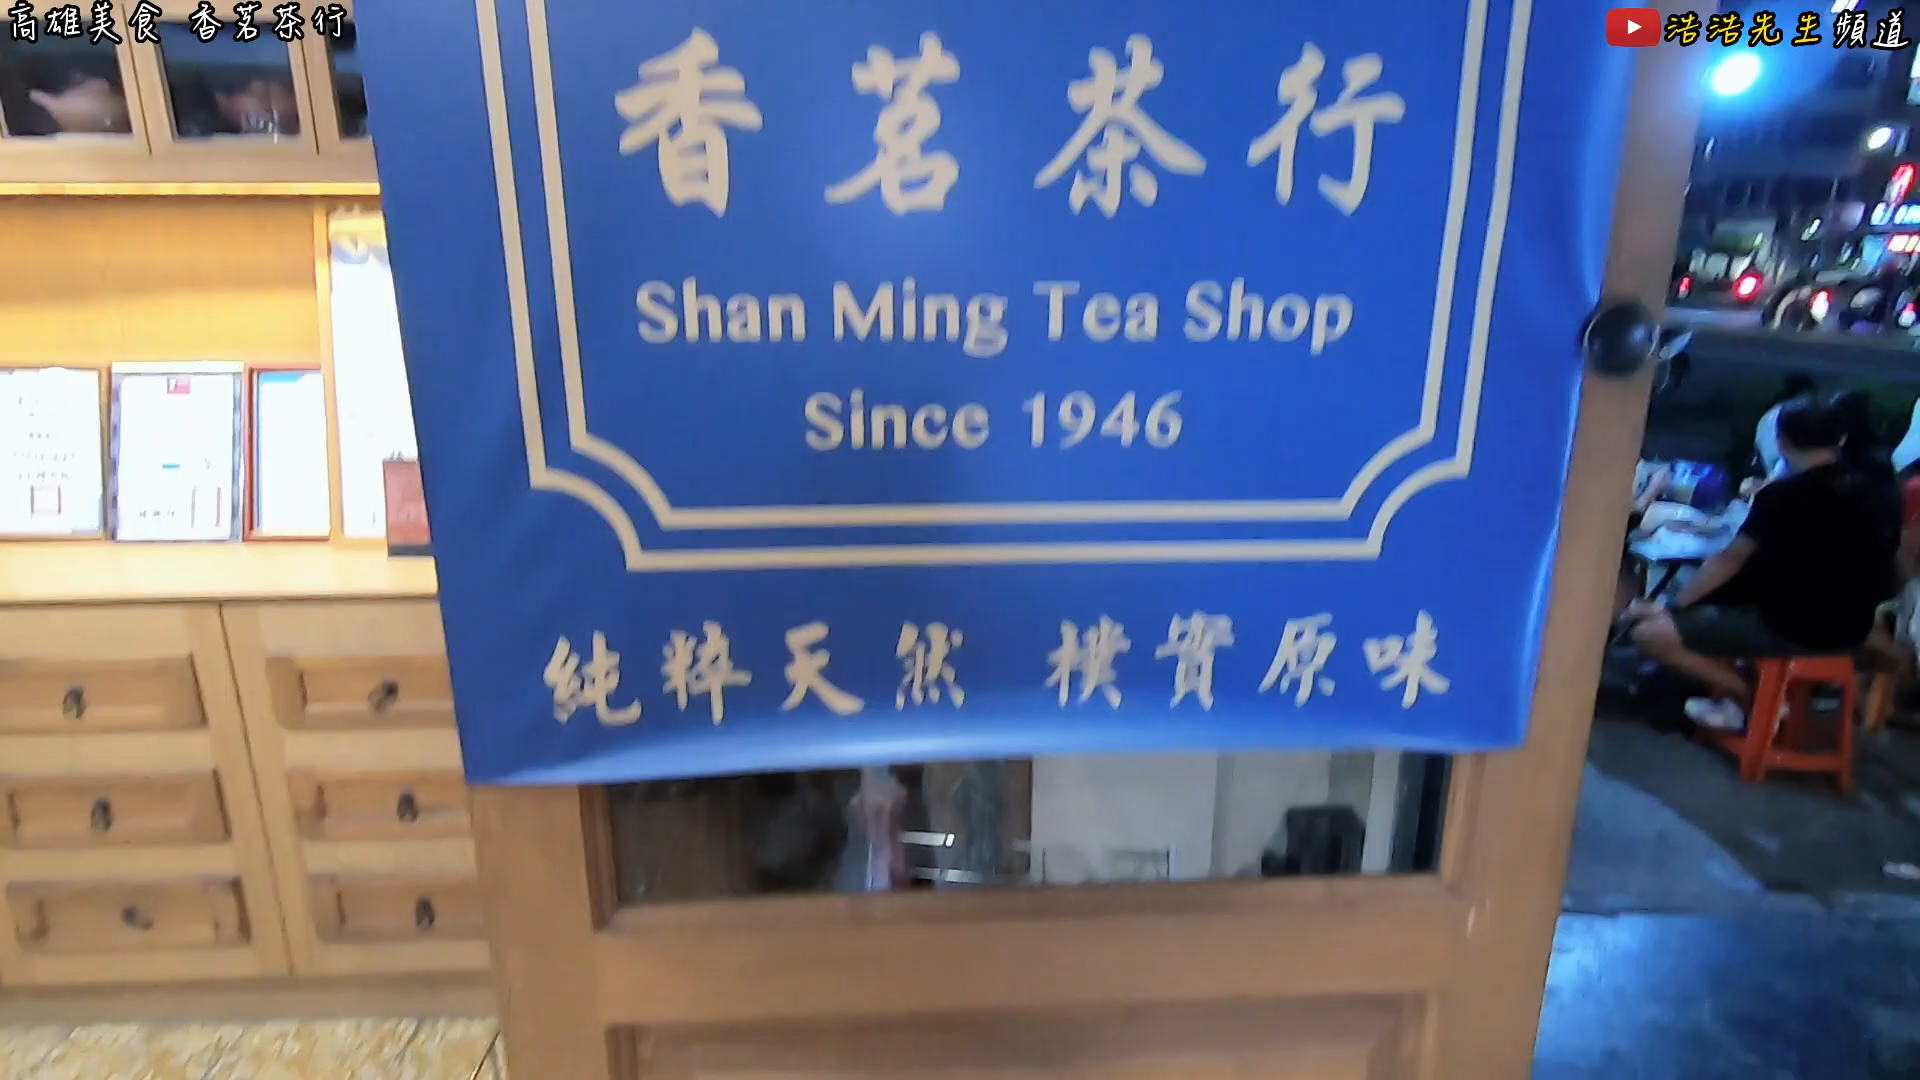 高雄美食 香茗茶行
浩浩先生頻道
香茗茶行
Shan Ming Tea Shop
Since 1946
純粹天然 樸實原味